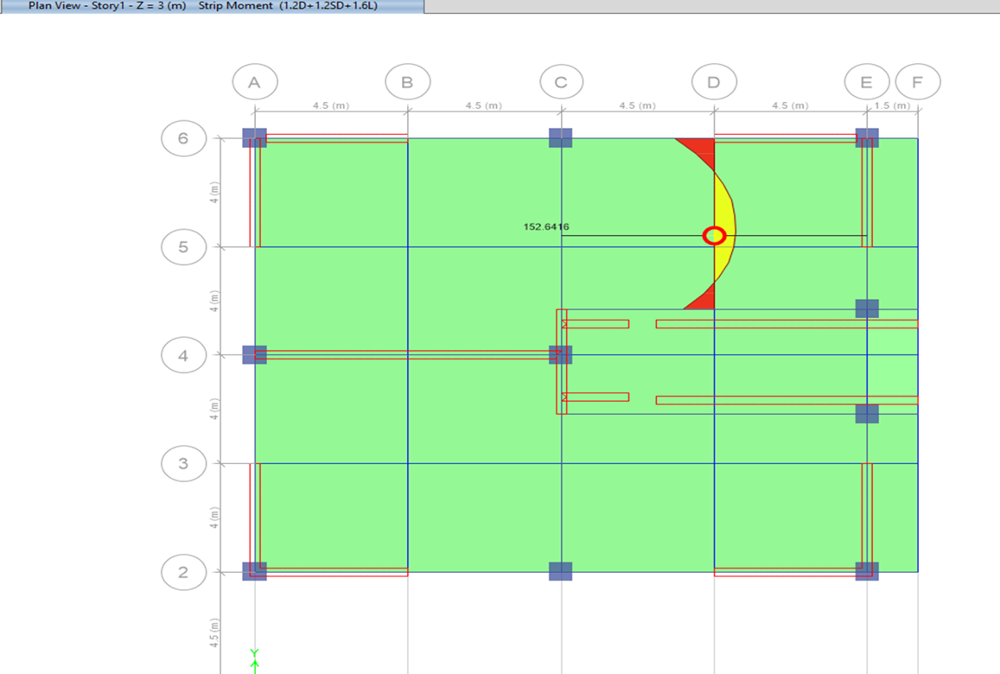 Plan View - Story1 - Z = 3 (m)    Strip Moment  (1.2D+1.2SD+1.6L)
A B C D E F
4.5 (m) 4.5 (m) 4.5 (m) 4.5 (m) 1.5 (m)
6
4 (m)
152.6416
5
4 (m)
4
4 (m)
3
4 (m)
2
4.5 (m)
Y